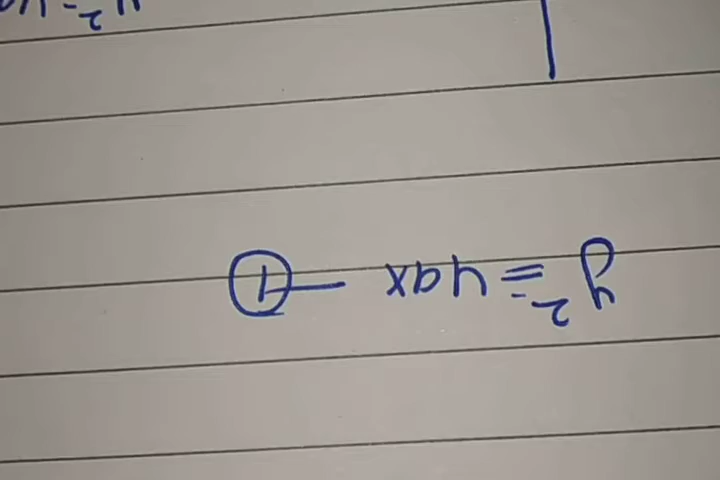 y² = 4ax — ①